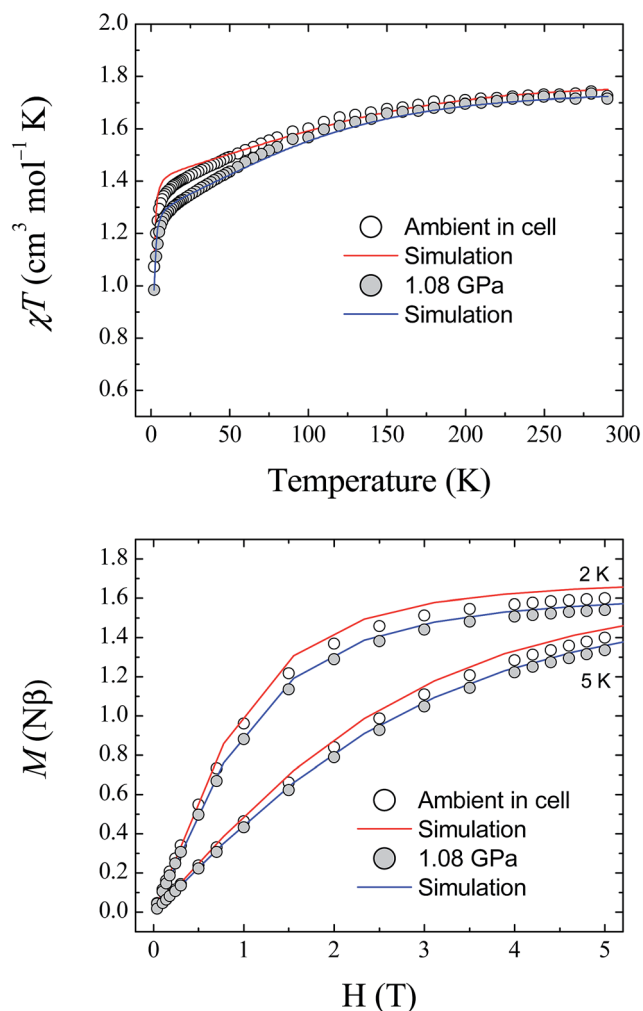 2.0
1.8
1.6
1.4
1.2
1.0
0.8
0.6
χT (cm³ mol⁻¹ K)
Ambient in cell
Simulation
1.08 GPa
Simulation
0 50 100 150 200 250 300
Temperature (K)
1.8
1.6
1.4
1.2
1.0
0.8
0.6
0.4
0.2
0.0
M (Nβ)
2 K
5 K
Ambient in cell
Simulation
1.08 GPa
Simulation
0 1 2 3 4 5
H (T)